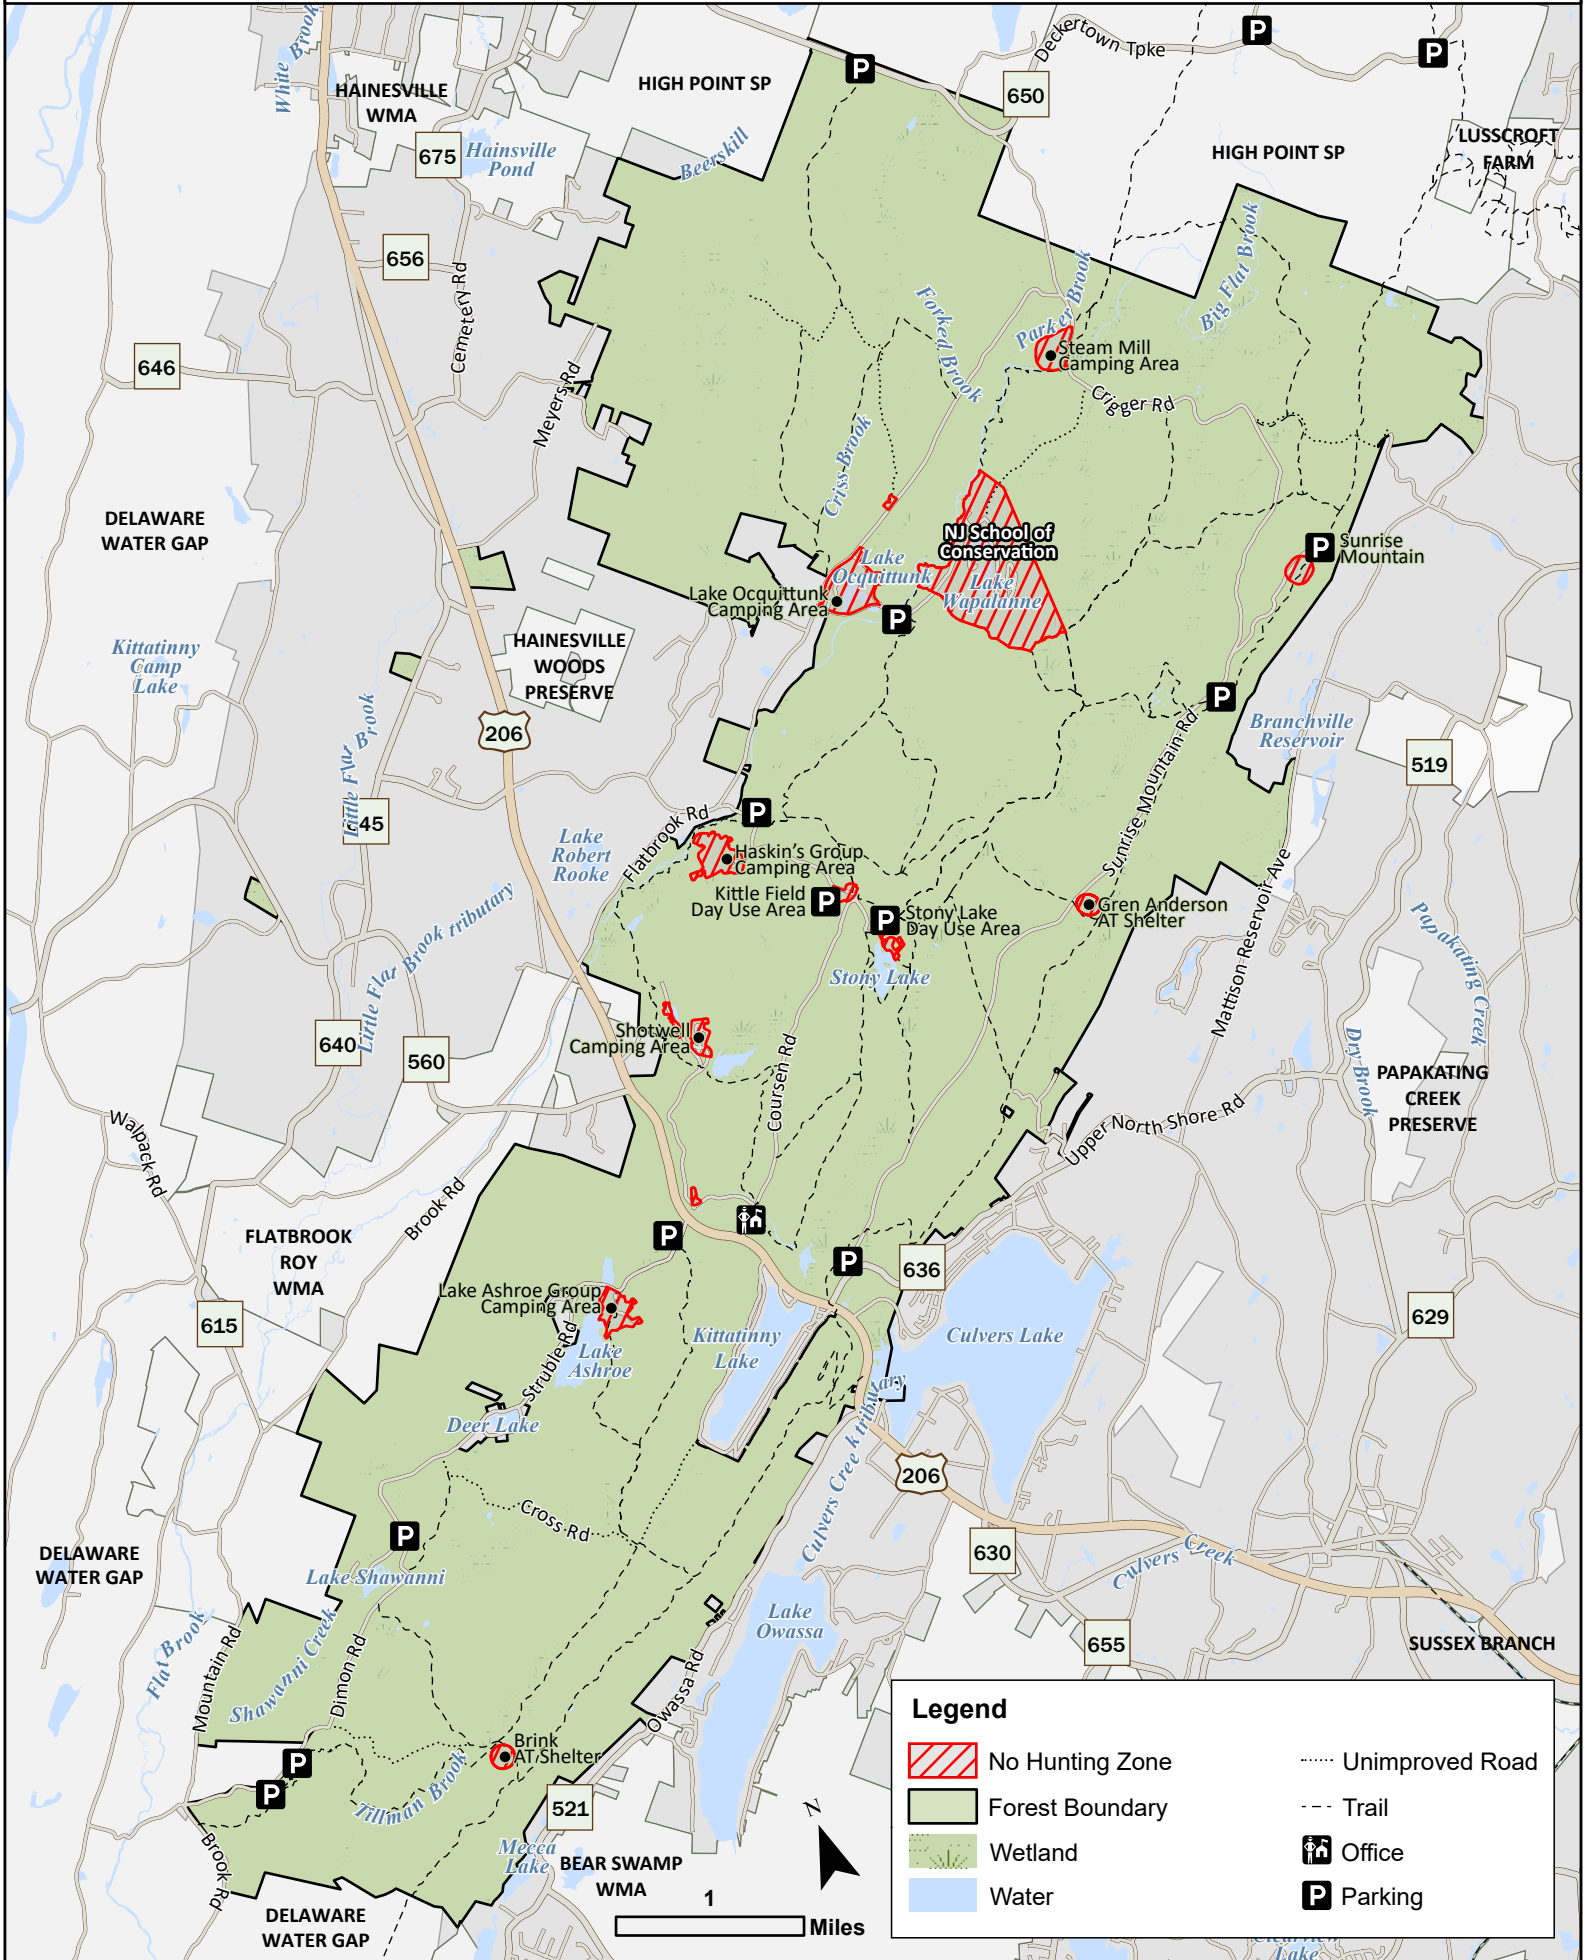 White Brook
HAINESVILLE
WMA
HIGH POINT SP
Deckertown Tpke
P
P
P
650
675
Hainsville
Pond
Beerskill
HIGH POINT SP
LUSSCROFT
FARM
656
Cemetery Rd
Big Flat Brook
Forked Brook
Parker Brook
646
Meyers Rd
Steam Mill
Camping Area
Crigger Rd
Criss Brook
DELAWARE
WATER GAP
NJ School of
Conservation
P
Sunrise
Mountain
Lake
Ocquittunk
Lake
Wapalanne
Lake Ocquittunk
Camping Area
P
HAINESVILLE
WOODS
PRESERVE
Kittatinny
Camp
Lake
Little Flat Brook
206
P
Branchville
Reservoir
519
Sunrise Mountain Rd
45
Lake
Robert
Rooke
Flatbrook Rd
P
Haskin's Group
Camping Area
Kittle Field
Day Use Area
P
P
Stony Lake
Day Use Area
Gren Anderson
AT Shelter
Mattison Reservoir Ave
Papakating Creek
Little Flat Brook tributary
Stony Lake
640
560
Shotwell
Camping Area
Coursen Rd
Dry Brook
PAPAKATING
CREEK
PRESERVE
Walpack Rd
Upper North Shore Rd
Brook Rd
FLATBROOK
ROY
WMA
P
P
636
Lake Ashroe Group
Camping Area
615
Kittatinny
Lake
Culvers Lake
629
Lake
Ashroe
Struble Rd
Deer Lake
Culvers Creek tributary
206
Cross Rd
P
630
Culvers Creek
DELAWARE
WATER GAP
Lake Shawanni
Lake
Owassa
655
SUSSEX BRANCH
Flat Brook
Mountain Rd
Shawanni Creek
Dimon Rd
Owassa Rd
Brink
AT Shelter
P
P
Tillman Brook
521
Brook Rd
Mecca
Lake
BEAR SWAMP
WMA
DELAWARE
WATER GAP
N
1
Miles
Legend
No Hunting Zone
Forest Boundary
Wetland
Water
Unimproved Road
Trail
Office
P Parking
Lake